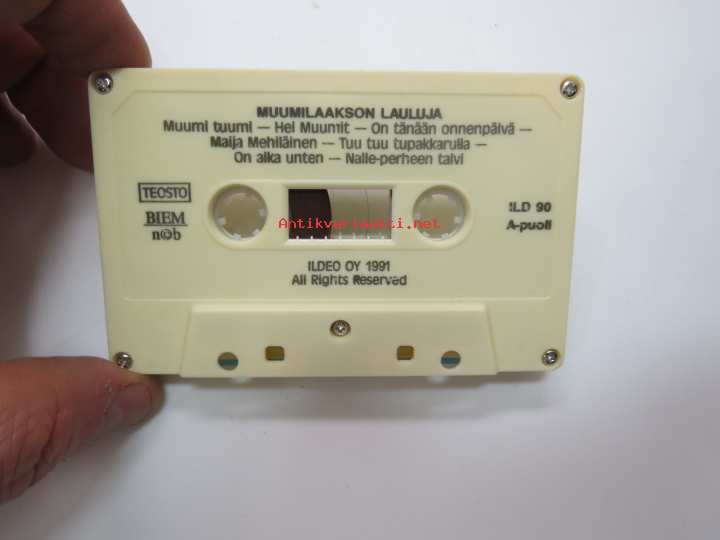 MUUMILAAKSON LAULUJA
Muumi tuumi — Hei Muumit — On tänään onnenpäivä —
Maija Mehiläinen — Tuu tuu tupakkarulla —
On aika unten — Nalle-perheen talvi
TEOSTO
BIEM
n©b
ILD 90
A-puoli
Antikvariaatti.net
ILDEO OY 1991
All Rights Reserved